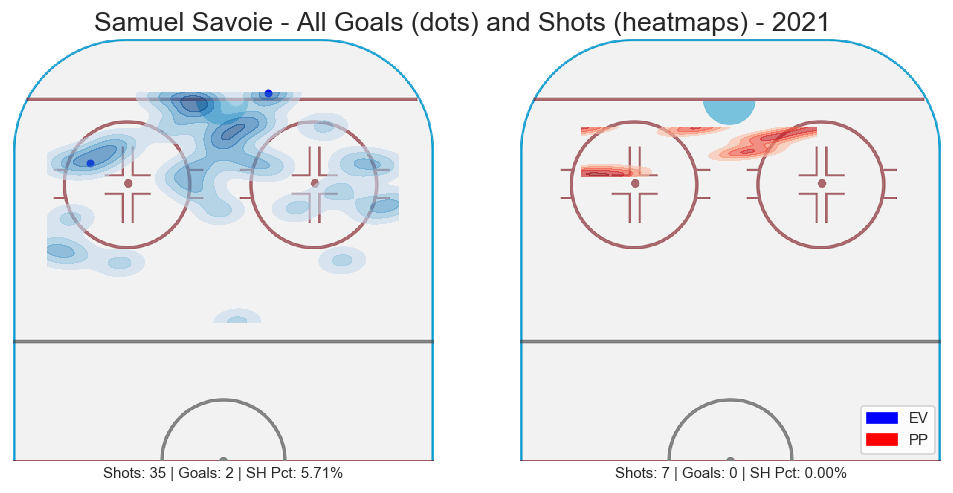 Samuel Savoie - All Goals (dots) and Shots (heatmaps) - 2021
EV
PP
Shots: 35 | Goals: 2 | SH Pct: 5.71%
Shots: 7 | Goals: 0 | SH Pct: 0.00%